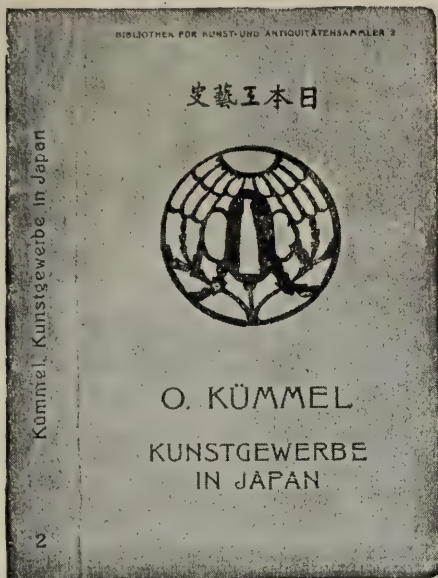 BIBLIOTHEK FÜR KUNST- UND ANTIQUITÄTENSAMMLER 2
日本工藝史
O. KÜMMEL
KUNSTGEWERBE
IN JAPAN
Kümmel, Kunstgewerbe in Japan
2